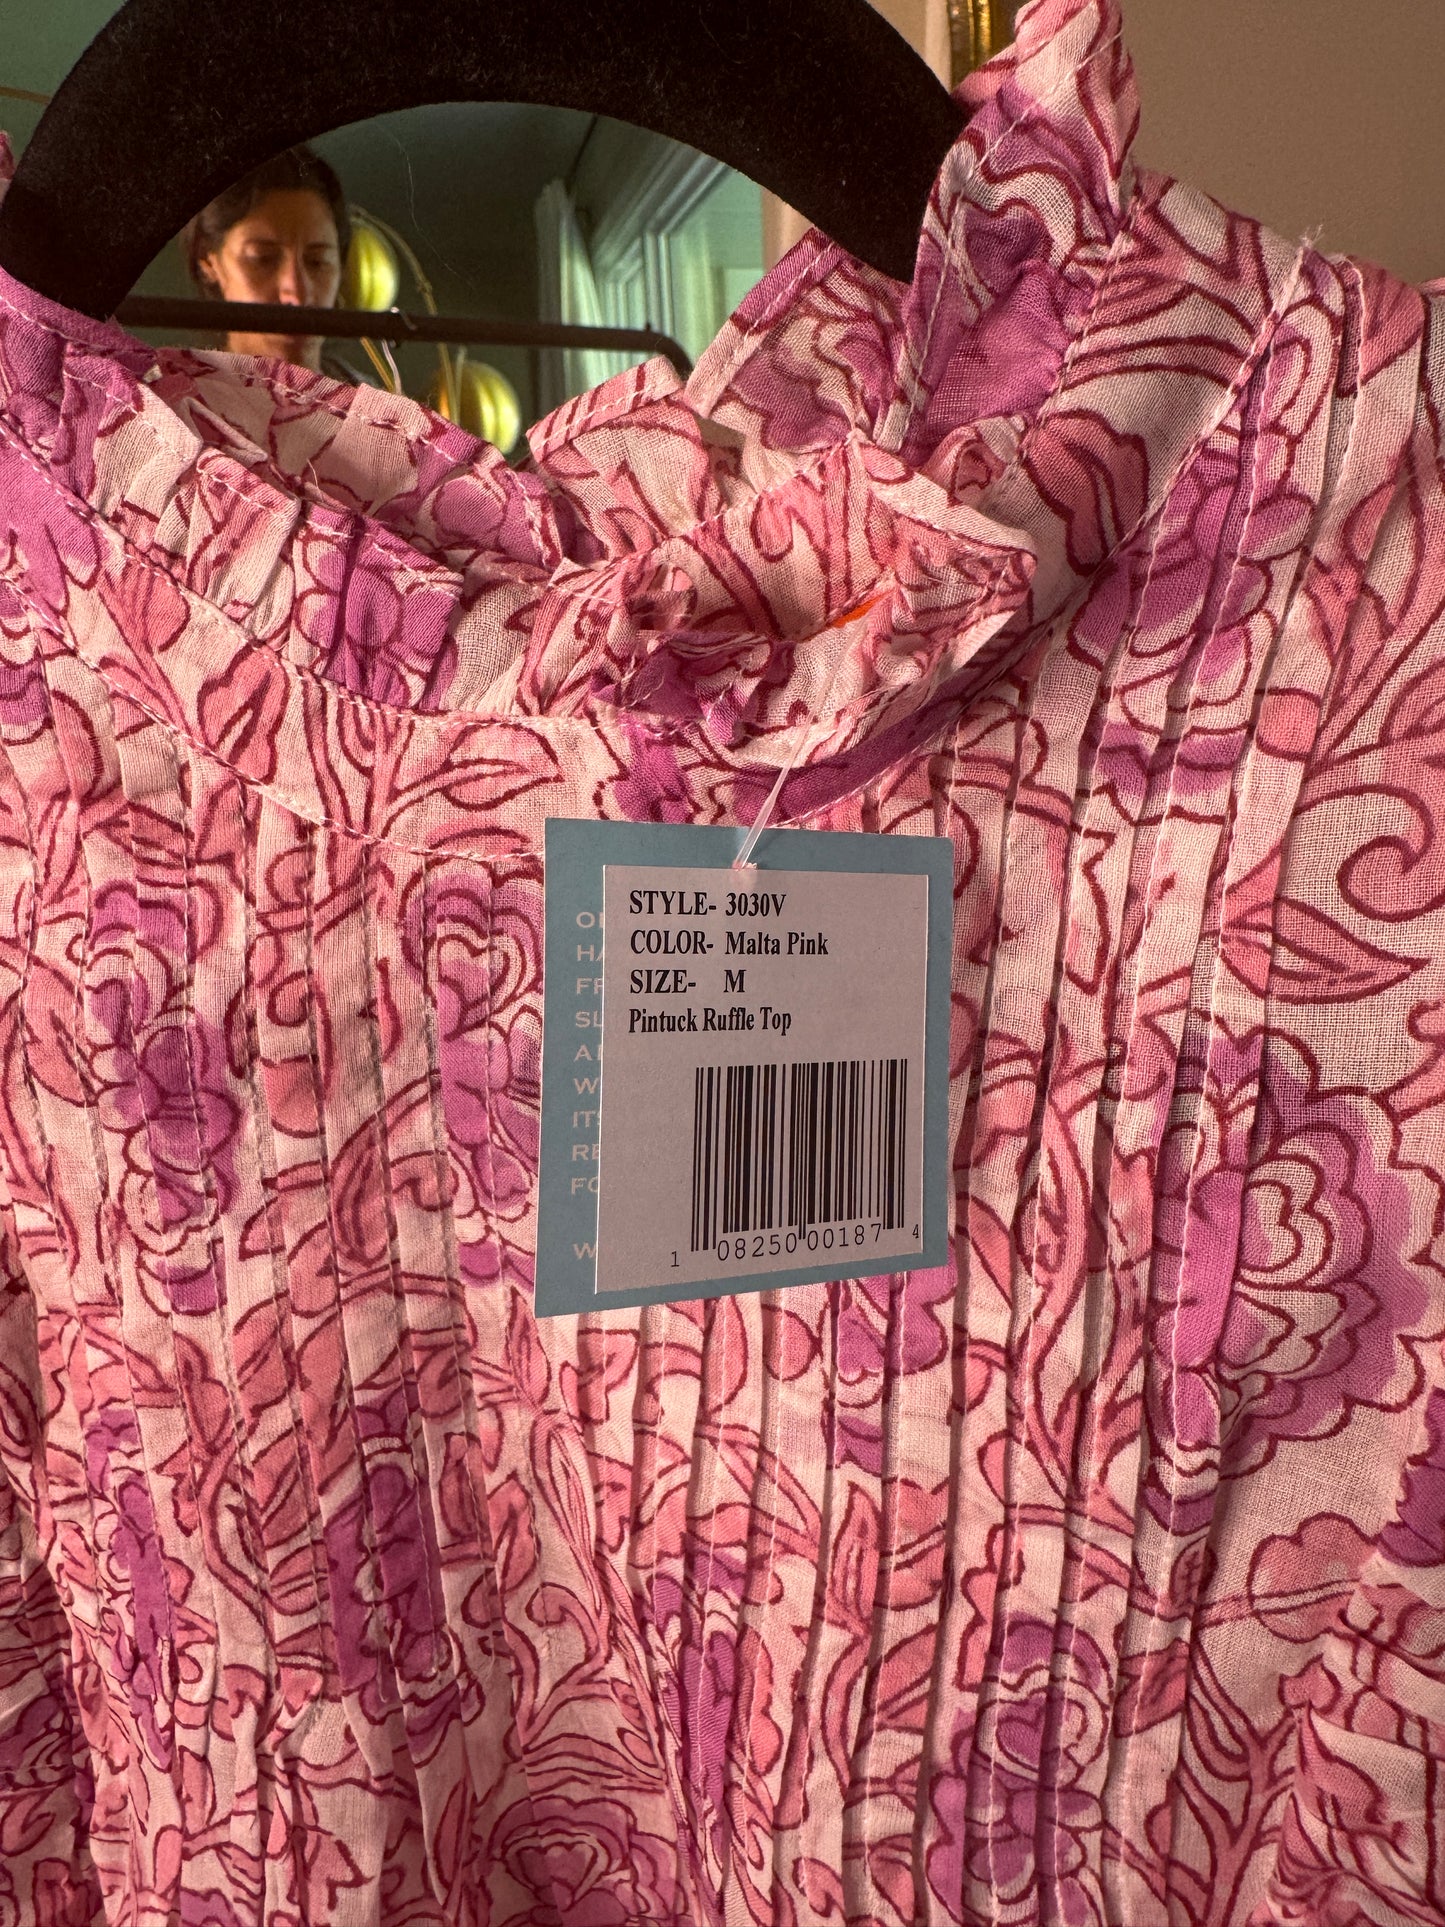 STYLE- 3030V
COLOR- Malta Pink
SIZE- M
Pintuck Ruffle Top
1 08250 00187 4